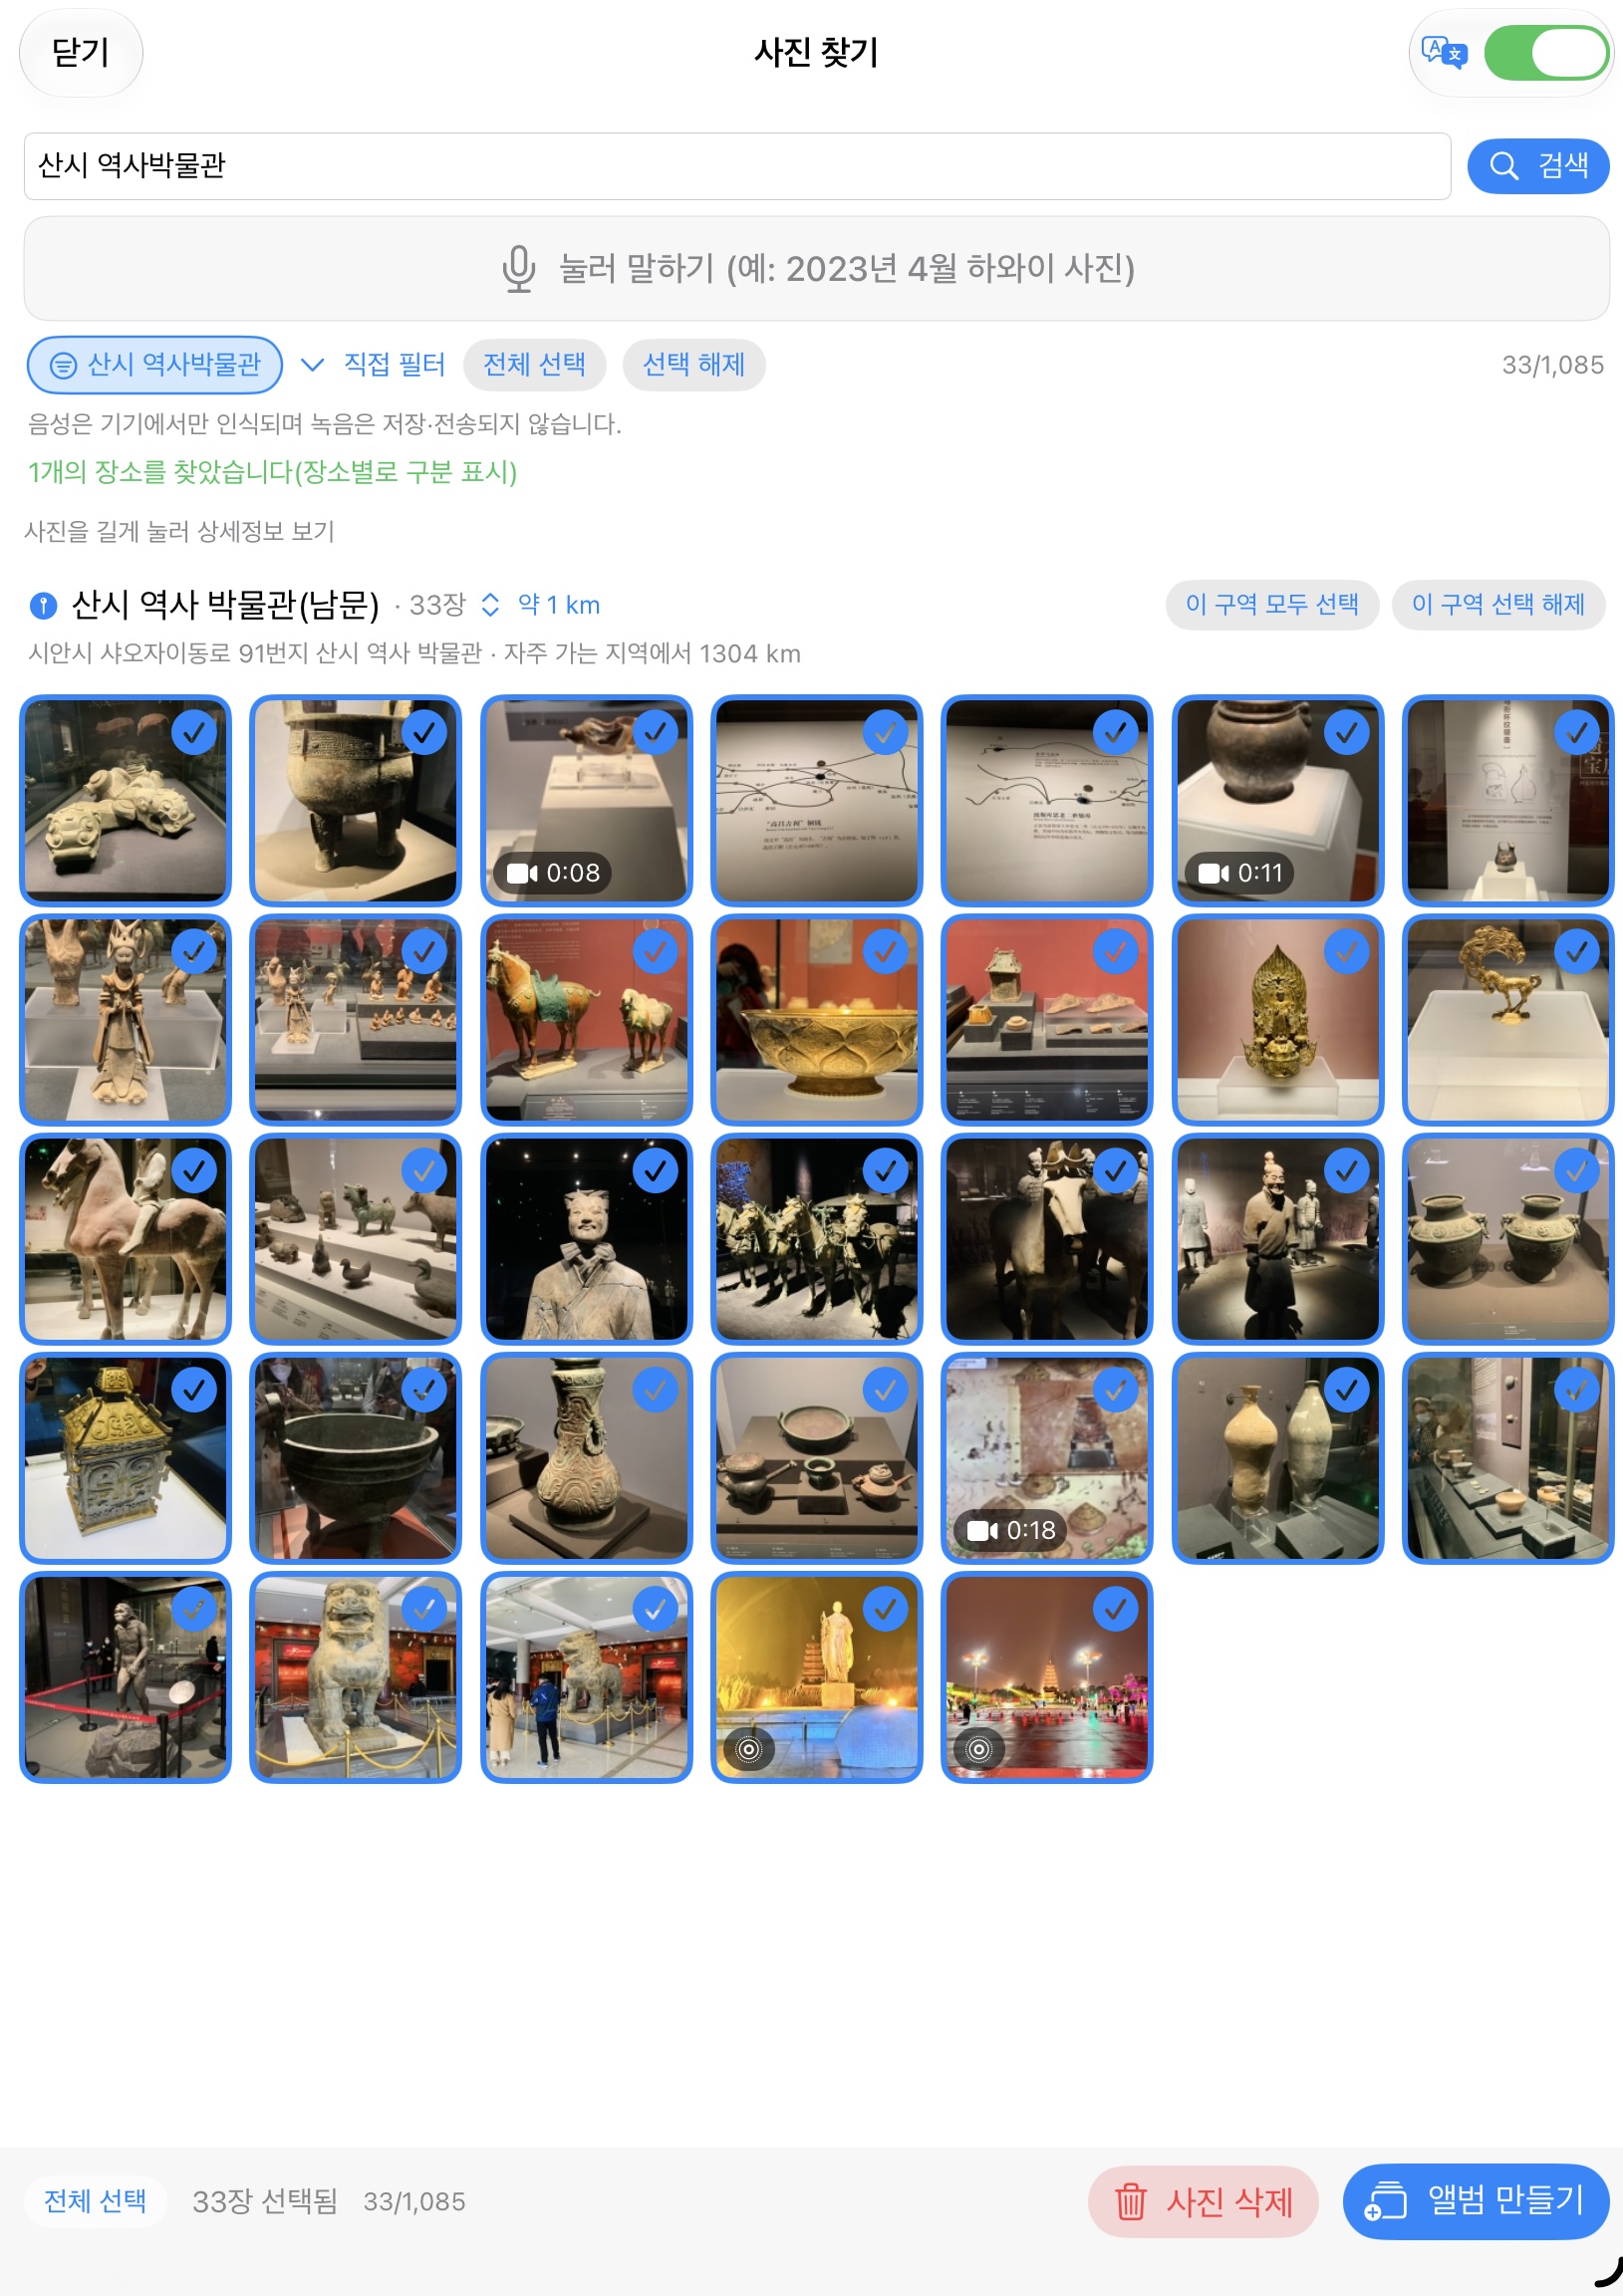 닫기
사진 찾기
산시 역사박물관
검색
눌러 말하기 (예: 2023년 4월 하와이 사진)
산시 역사박물관
직접 필터
전체 선택
선택 해제
33/1,085
음성은 기기에서만 인식되며 녹음은 저장·전송되지 않습니다.
1개의 장소를 찾았습니다(장소별로 구분 표시)
사진을 길게 눌러 상세정보 보기
산시 역사 박물관(남문) · 33장 약 1 km
이 구역 모두 선택
이 구역 선택 해제
시안시 샤오자이동로 91번지 산시 역사 박물관 · 자주 가는 지역에서 1304 km
0:08
"高昌吉利"铜钱
0:11
0:18
전체 선택
33장 선택됨
33/1,085
사진 삭제
앨범 만들기